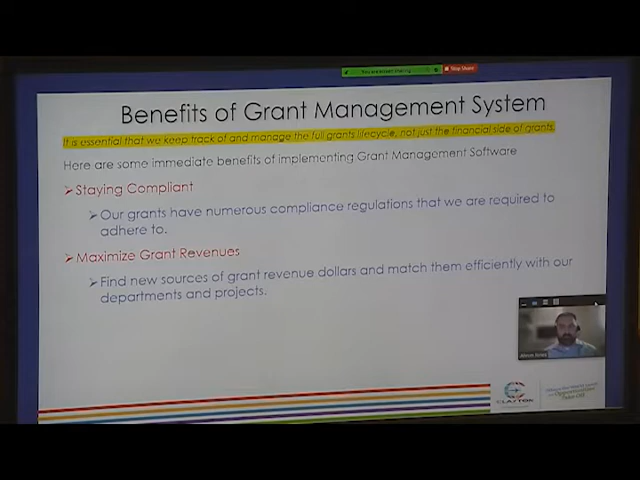 Stop Share
Benefits of Grant Management System
It is essential that we keep track of and manage the full grants lifecycle, not just the financial side of grants.
Here are some immediate benefits of implementing Grant Management Software
Staying Compliant
Our grants have numerous compliance regulations that we are required to
adhere to.
Maximize Grant Revenues
Find new sources of grant revenue dollars and match them efficiently with our
departments and projects.
CLAYTON